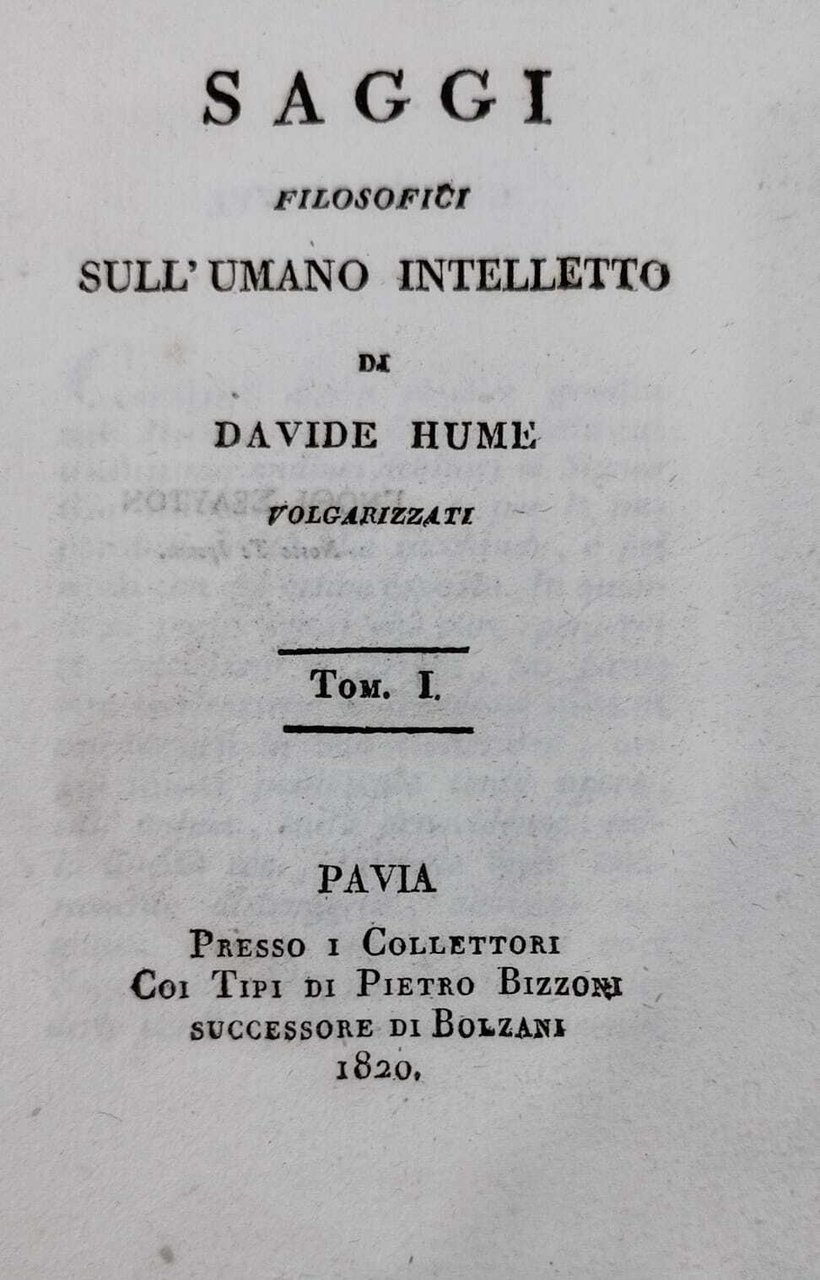 SAGGI
FILOSOFICI
SULL' UMANO INTELLETTO
DI
DAVIDE HUME
VOLGARIZZATI
TOM. I.
PAVIA
PRESSO I COLLETTORI
COI TIPI DI PIETRO BIZZONI
SUCCESSORE DI BOLZANI
1820.